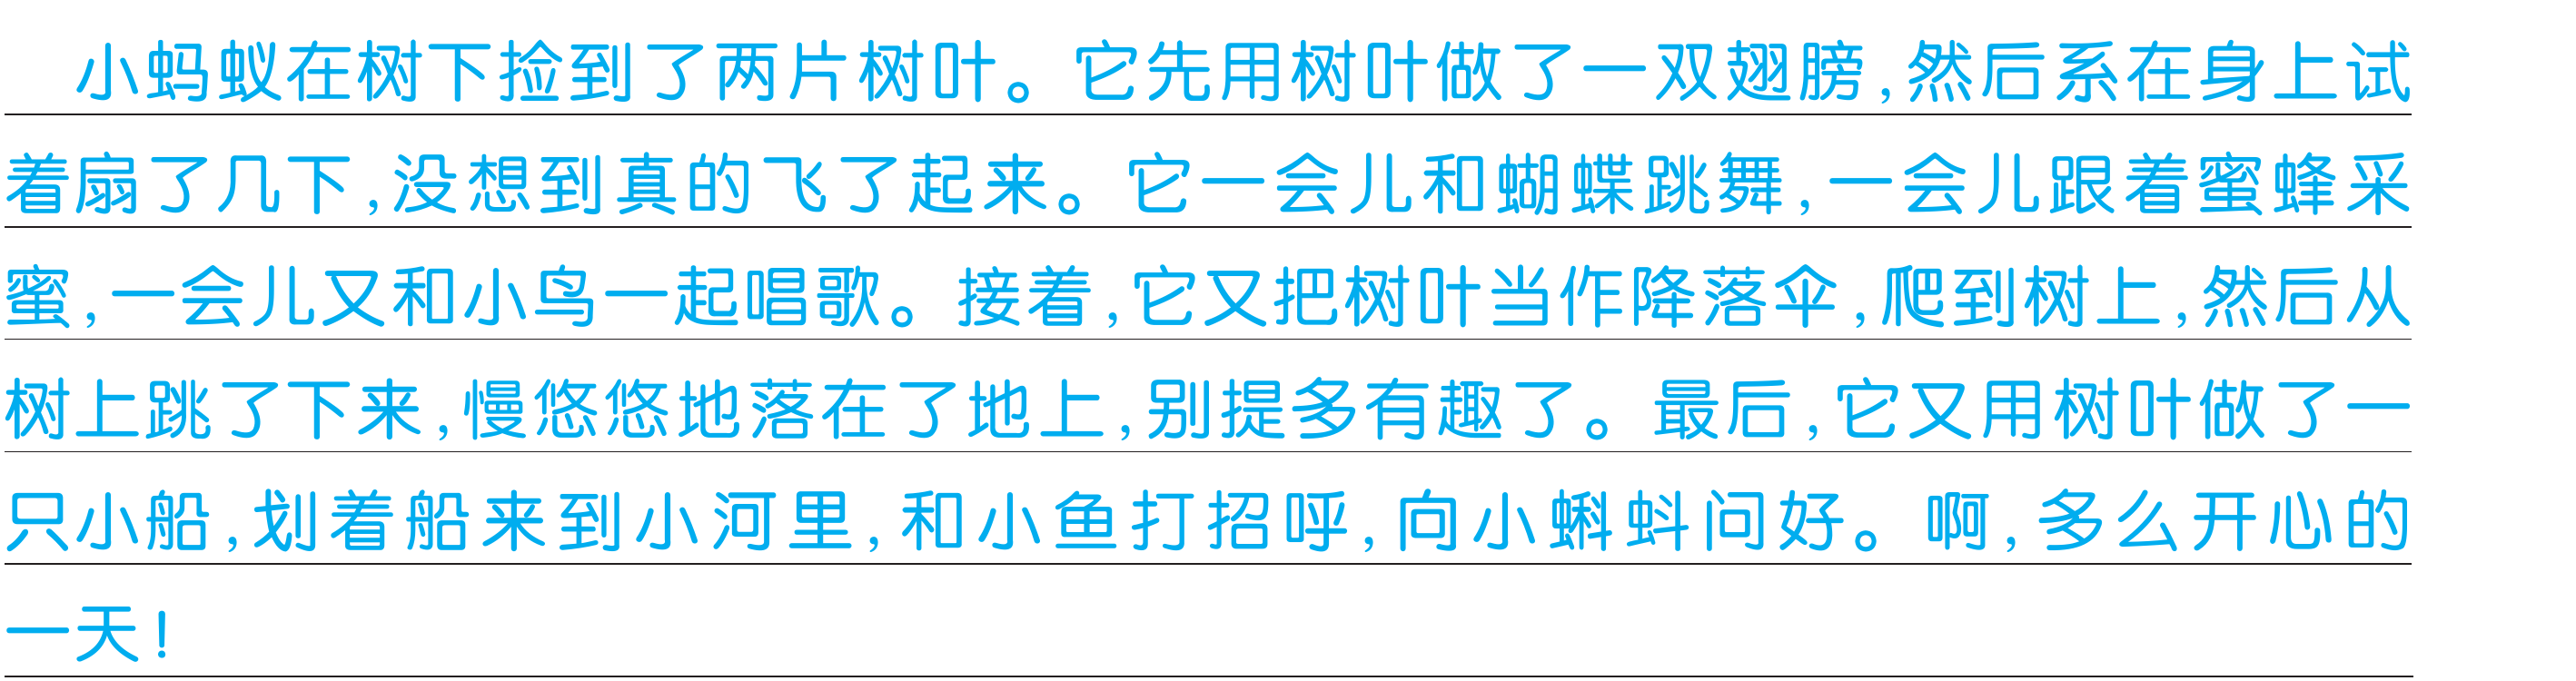 小蚂蚁在树下捡到了两片树叶。它先用树叶做了一双翅膀,然后系在身上试
着扇了几下,没想到真的飞了起来。它一会儿和蝴蝶跳舞,一会儿跟着蜜蜂采
蜜,一会儿又和小鸟一起唱歌。接着,它又把树叶当作降落伞,爬到树上,然后从
树上跳了下来,慢悠悠地落在了地上,别提多有趣了。最后,它又用树叶做了一
只小船,划着船来到小河里,和小鱼打招呼,向小蝌蚪问好。啊,多么开心的
一天!